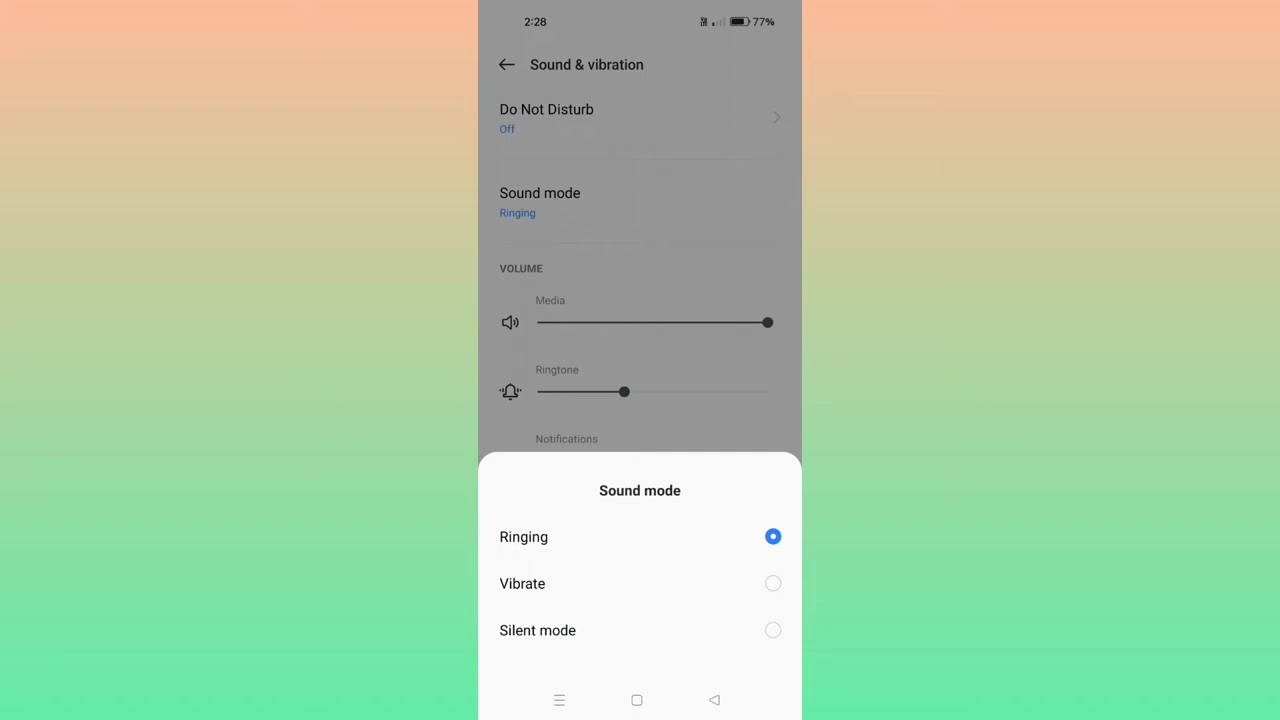 2:28
77%
Sound & vibration
Do Not Disturb
Off
Sound mode
Ringing
VOLUME
Media
Ringtone
Notifications
Sound mode
Ringing
Vibrate
Silent mode